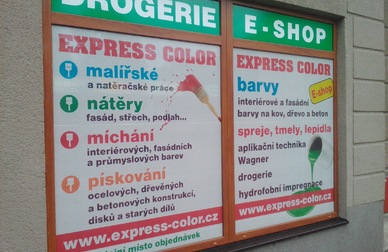 DROGERIE
EXPRESS COLOR
malířské
a natěračské práce
nátěry
fasád, střech, podlah...
míchání
interiérových, fasádních
a průmyslových barev
pískování
ocelových, dřevěných
a betonových konstrukcí,
disků a starých dílů
www.express-color.cz
místo objednávek
E-SHOP
EXPRESS COLOR
barvy
E-shop
interiérové a fasádní
barvy na kov, dřevo a beton
spreje, tmely, lepidla
aplikační technika
Wagner
drogerie
hydrofobní impregnace
www.express-color.cz